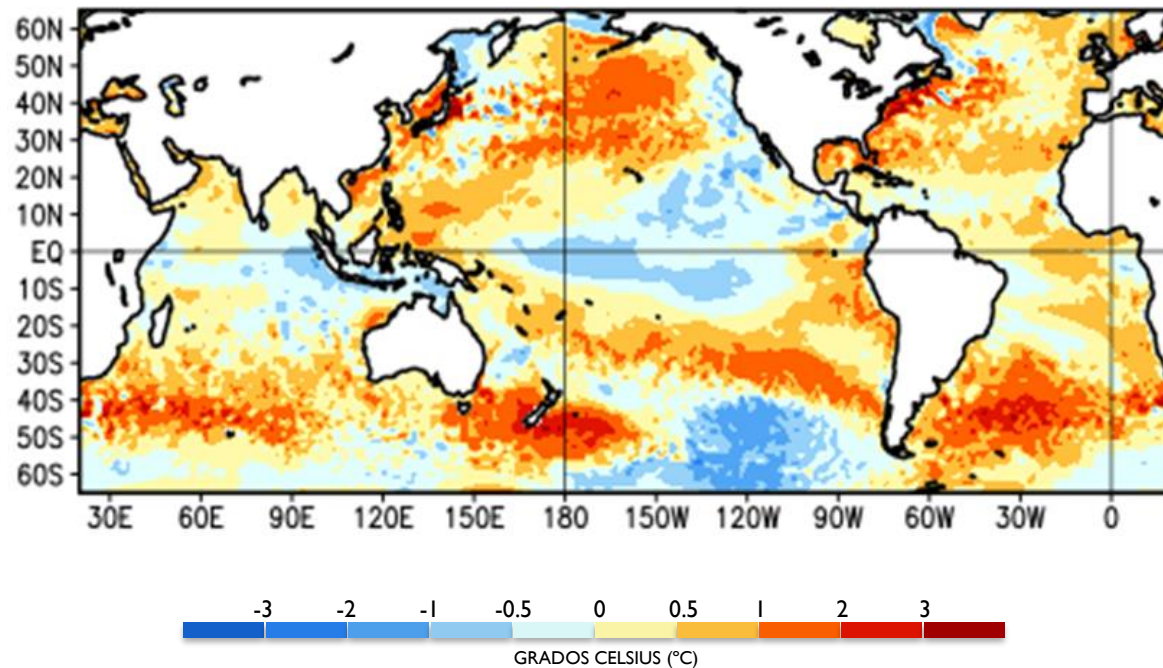 60N
50N
40N
30N
20N
10N
EQ
10S
20S
30S
40S
50S
60S
30E 60E 90E 120E 150E 180 150W 120W 90W 60W 30W 0
-3 -2 -1 -0.5 0 0.5 1 2 3
GRADOS CELSIUS (°C)